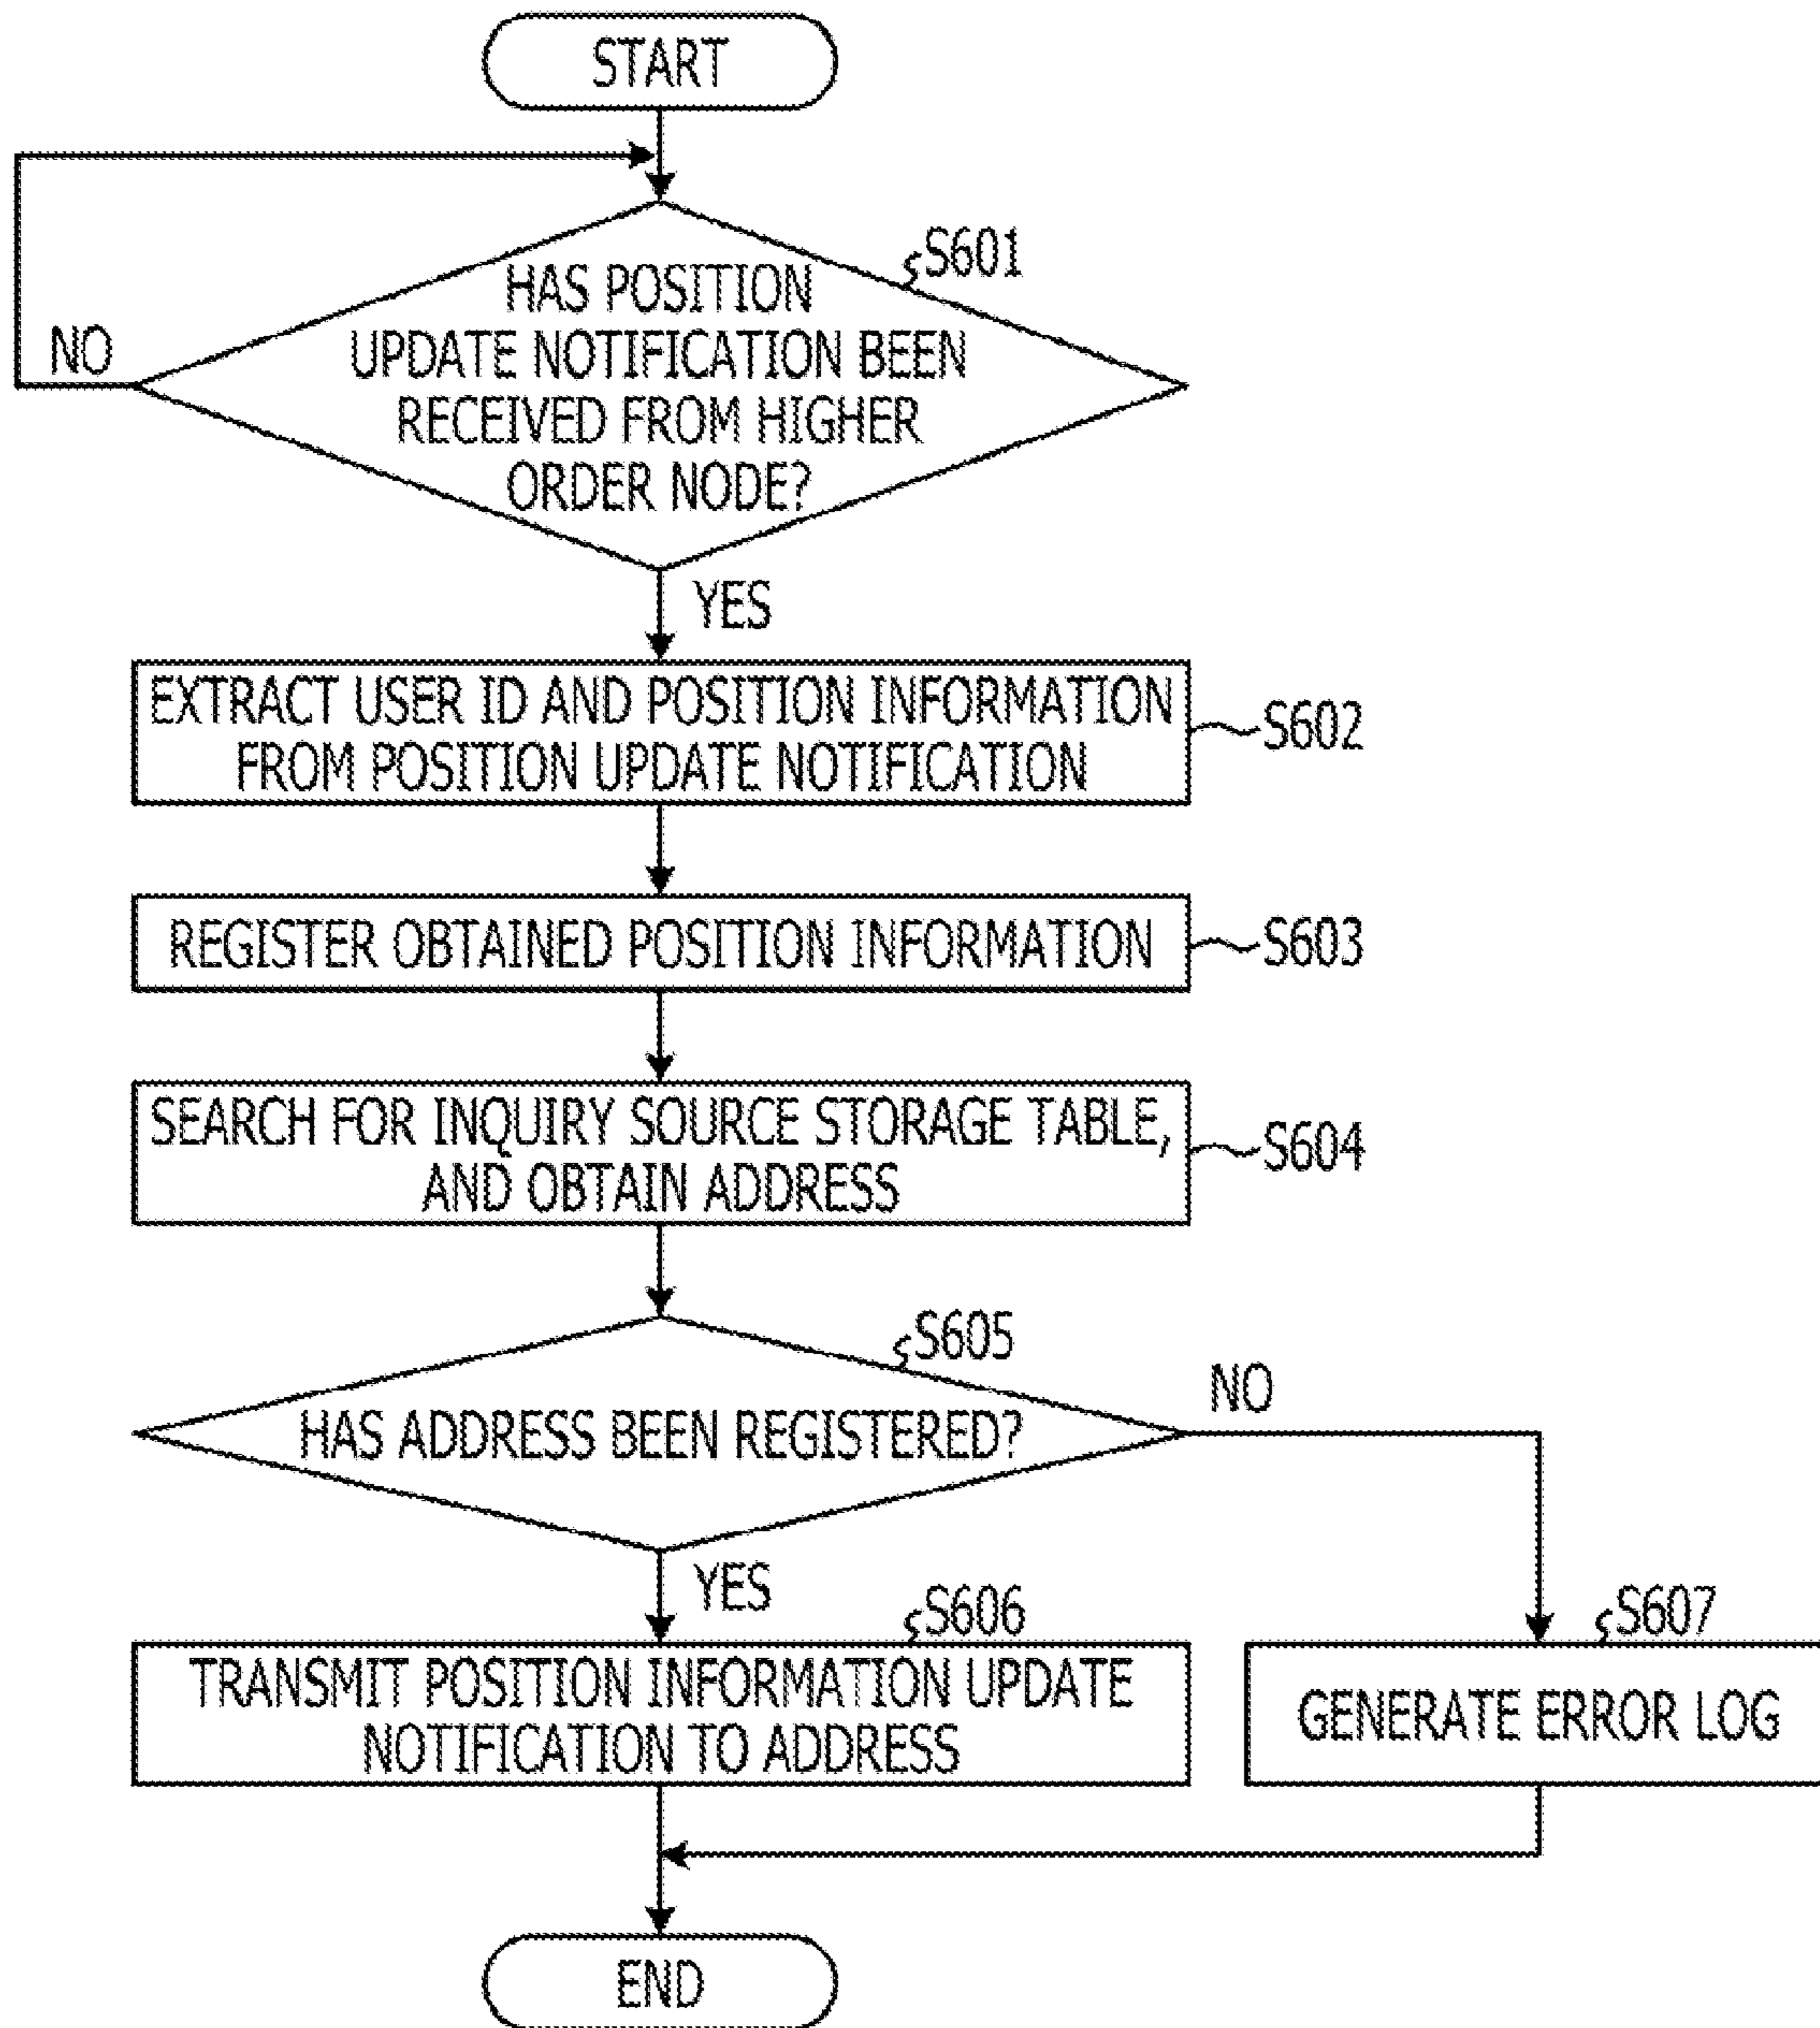 START
S601
HAS POSITION
UPDATE NOTIFICATION BEEN
RECEIVED FROM HIGHER
ORDER NODE?
NO
YES
EXTRACT USER ID AND POSITION INFORMATION
FROM POSITION UPDATE NOTIFICATION
S602
REGISTER OBTAINED POSITION INFORMATION
S603
SEARCH FOR INQUIRY SOURCE STORAGE TABLE,
AND OBTAIN ADDRESS
S604
S605
HAS ADDRESS BEEN REGISTERED?
NO
YES
S606
TRANSMIT POSITION INFORMATION UPDATE
NOTIFICATION TO ADDRESS
S607
GENERATE ERROR LOG
END